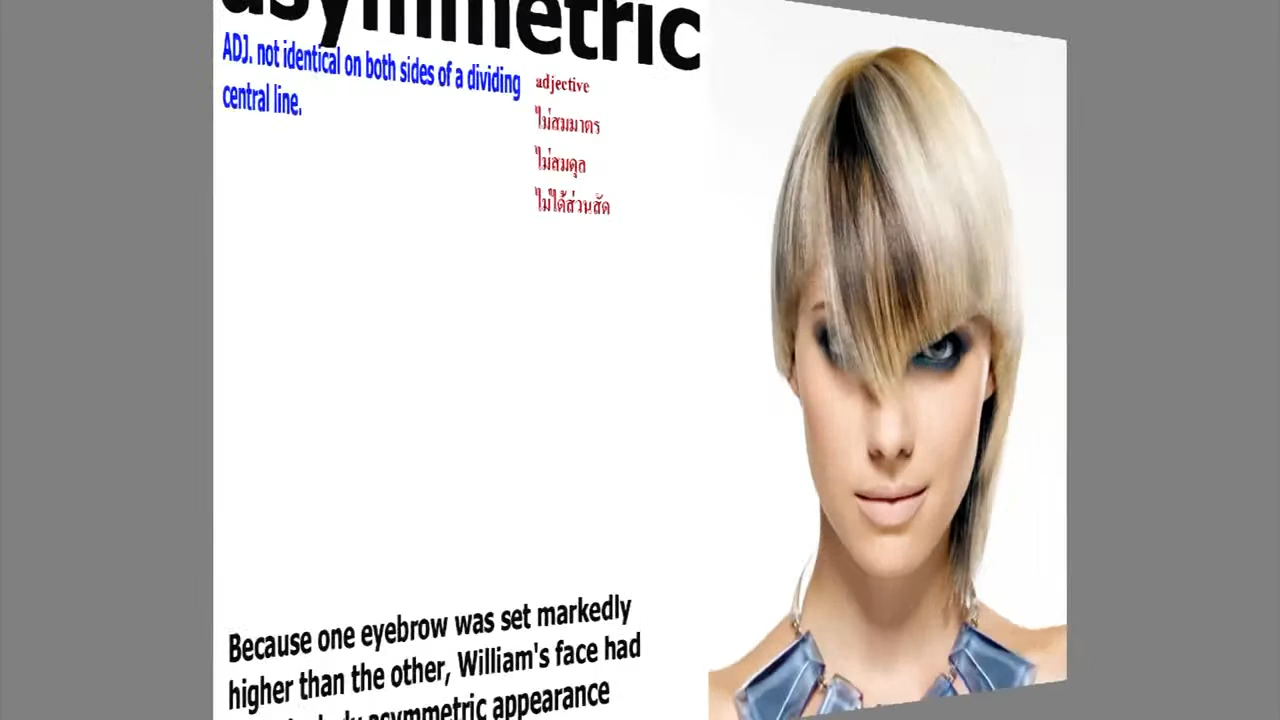 asymmetric
ADJ. not identical on both sides of a dividing
central line.
adjective
ไม่สมมาตร
ไม่สมดุล
ไม่ได้ส่วนสัด
Because one eyebrow was set markedly
higher than the other, William's face had
asymmetric appearance